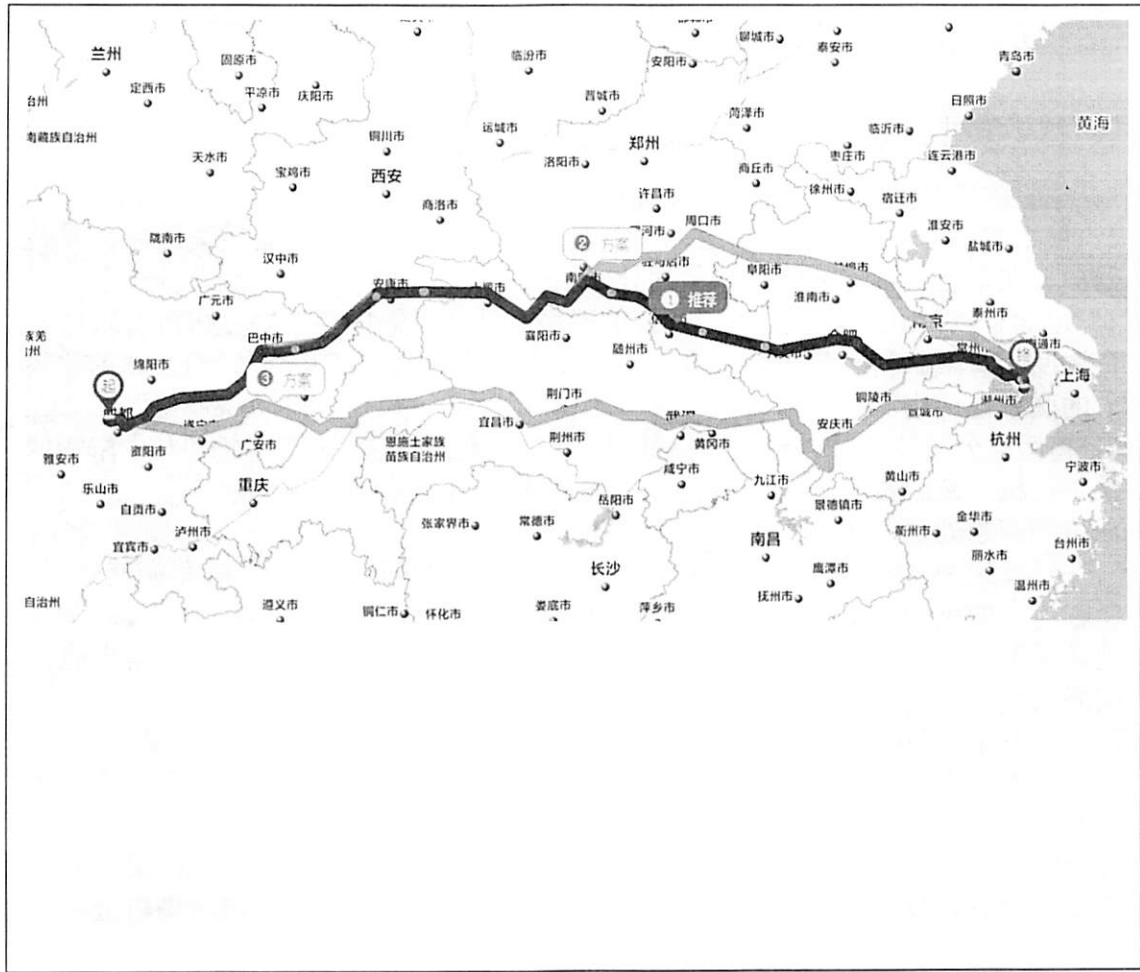 兰州
固原市
定西市
平凉市
庆阳市
台州
南藏族自治州
天水市
宝鸡市
铜川市
西安
商洛市
陇南市
汉中市
临汾市
运城市
晋城市
安阳市
聊城市
泰安市
青岛市
日照市
黄海
菏泽市
临沂市
枣庄市
连云港市
郑州
洛阳市
商丘市
徐州市
宿迁市
许昌市
周口市
淮安市
盐城市
2 方案
阜阳市
淮南市
泰州市
1 推荐
安康市
广元市
巴中市
襄阳市
随州市
族羌
绵阳市
起
3 方案
终
常州市
上海
荆门市
铜陵市
宣城市
湖州市
杭州
遂宁市
广安市
宜昌市
荆州市
武汉
黄冈市
安庆市
恩施土家族
苗族自治州
雅安市
资阳市
咸宁市
九江市
黄山市
宁波市
乐山市
重庆
自贡市
岳阳市
景德镇市
张家界市
常德市
衢州市
金华市
泸州市
宜宾市
南昌
台州市
丽水市
长沙
鹰潭市
自治州
遵义市
铜仁市
怀化市
娄底市
萍乡市
抚州市
温州市